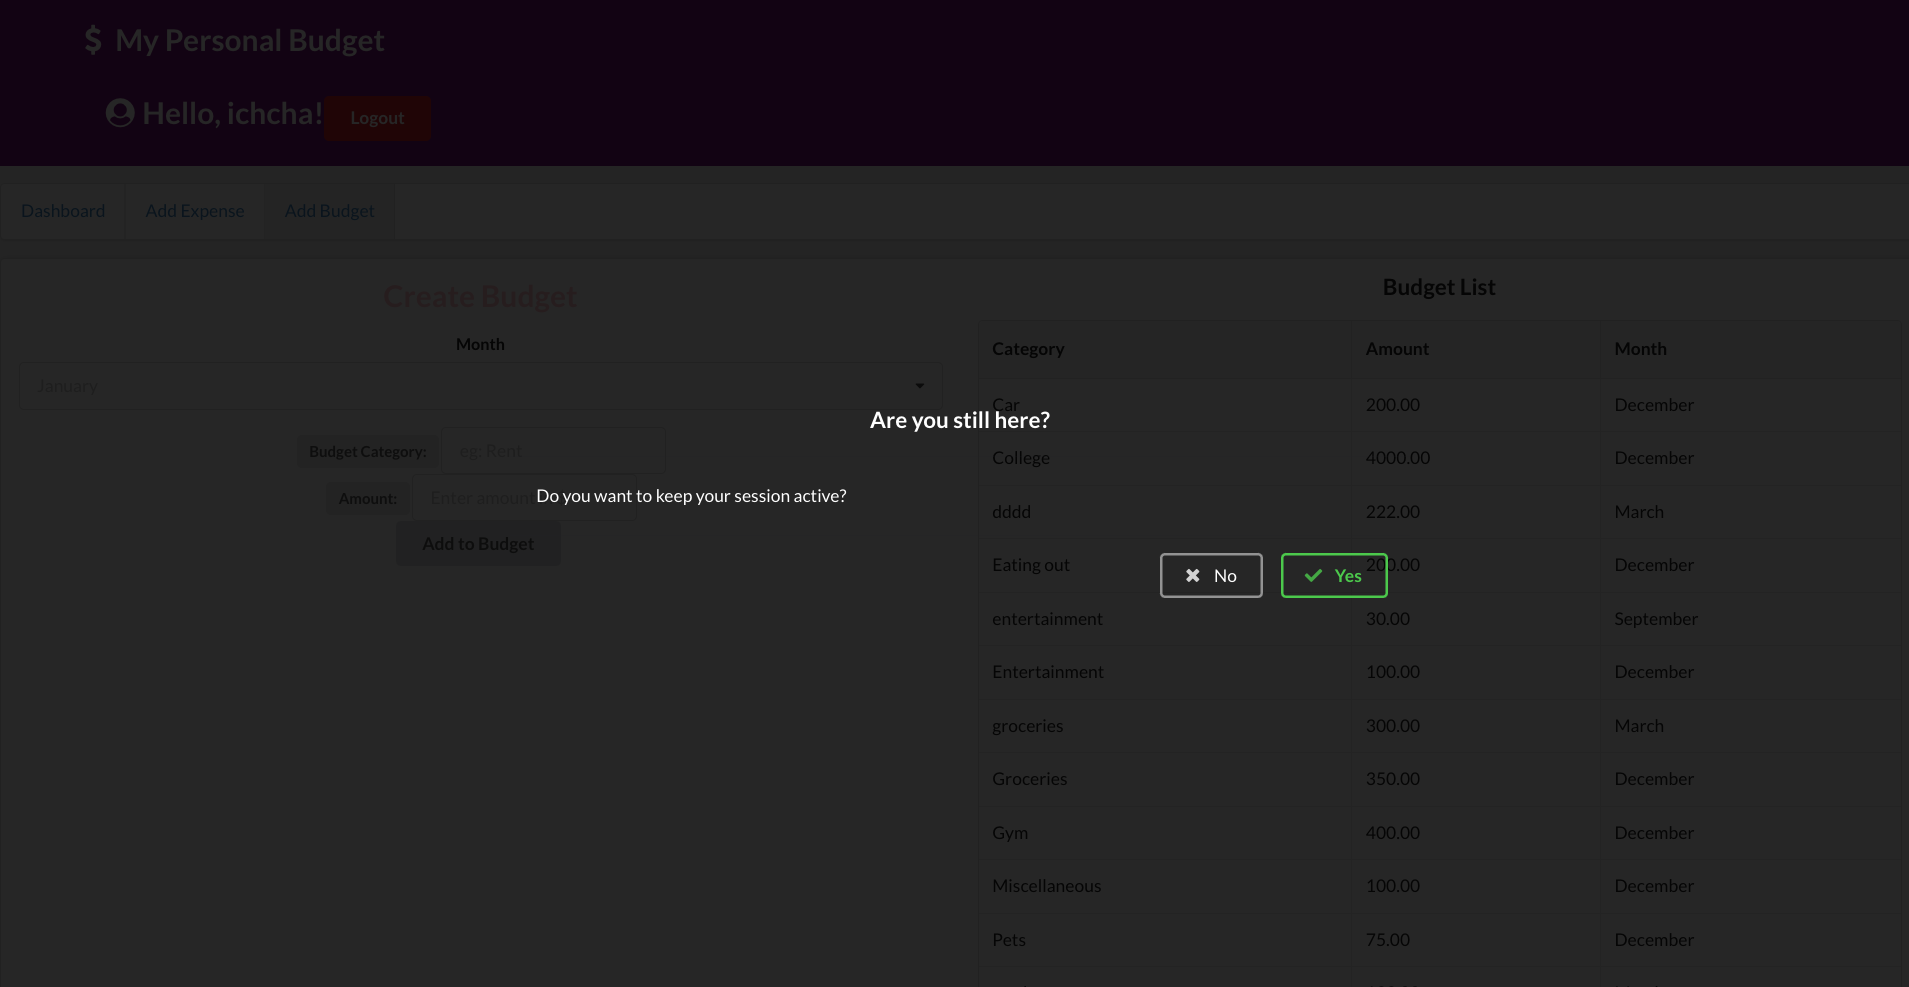 My Personal Budget
Hello, ichcha! Logout
Dashboard Add Expense Add Budget
Create Budget
Month
January
Budget Category: eg: Rent
Amount: Enter amount
Add to Budget
Budget List
Category Amount Month
Car 200.00 December
College 4000.00 December
dddd 222.00 March
Eating out 200.00 December
entertainment 30.00 September
Entertainment 100.00 December
groceries 300.00 March
Groceries 350.00 December
Gym 400.00 December
Miscellaneous 100.00 December
Pets 75.00 December
Are you still here?
Do you want to keep your session active?
No Yes